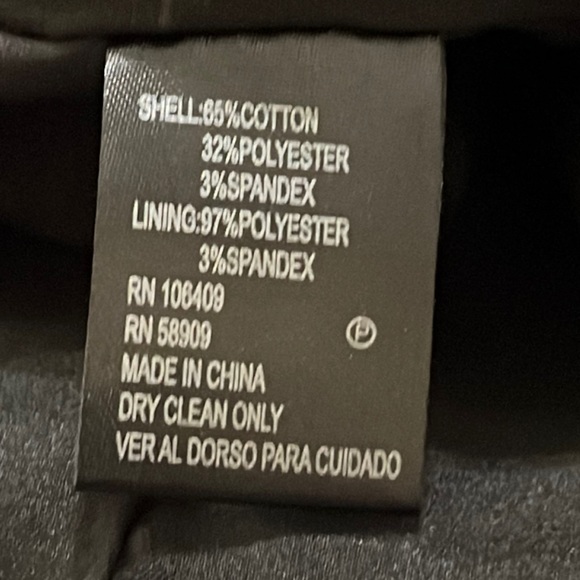 SHELL:65%COTTON
32%POLYESTER
3%SPANDEX
LINING:97%POLYESTER
3%SPANDEX
RN 106409
RN 58909
P
MADE IN CHINA
DRY CLEAN ONLY
VER AL DORSO PARA CUIDADO